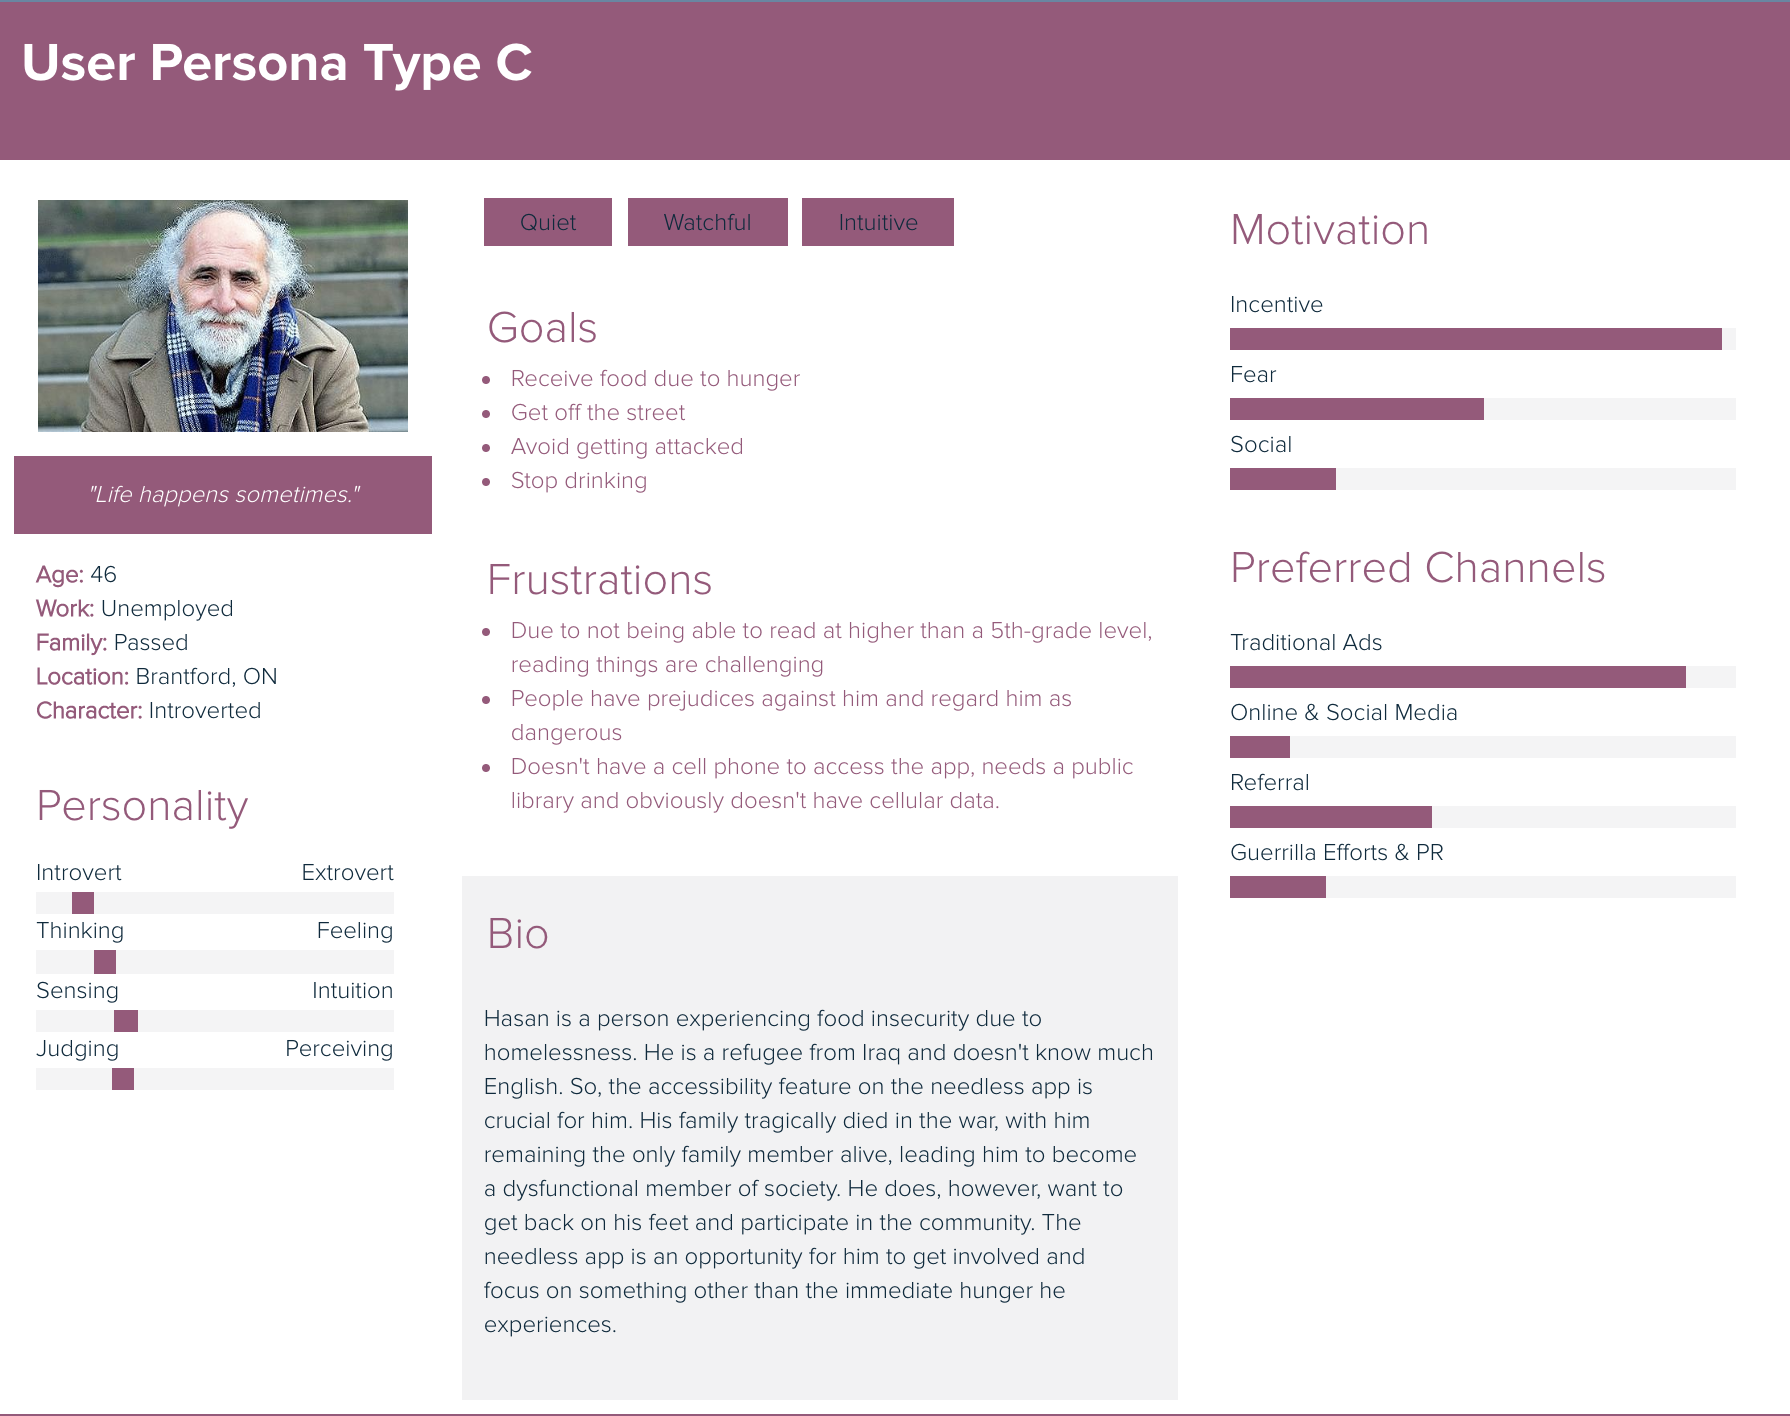 User Persona Type C
"Life happens sometimes."
Age: 46
Work: Unemployed
Family: Passed
Location: Brantford, ON
Character: Introverted
Personality
Introvert Extrovert
Thinking Feeling
Sensing Intuition
Judging Perceiving
Quiet Watchful Intuitive
Goals
Receive food due to hunger
Get off the street
Avoid getting attacked
Stop drinking
Frustrations
Due to not being able to read at higher than a 5th-grade level,
reading things are challenging
People have prejudices against him and regard him as
dangerous
Doesn't have a cell phone to access the app, needs a public
library and obviously doesn't have cellular data.
Bio
Hasan is a person experiencing food insecurity due to
homelessness. He is a refugee from Iraq and doesn't know much
English. So, the accessibility feature on the needless app is
crucial for him. His family tragically died in the war, with him
remaining the only family member alive, leading him to become
a dysfunctional member of society. He does, however, want to
get back on his feet and participate in the community. The
needless app is an opportunity for him to get involved and
focus on something other than the immediate hunger he
experiences.
Motivation
Incentive
Fear
Social
Preferred Channels
Traditional Ads
Online & Social Media
Referral
Guerrilla Efforts & PR